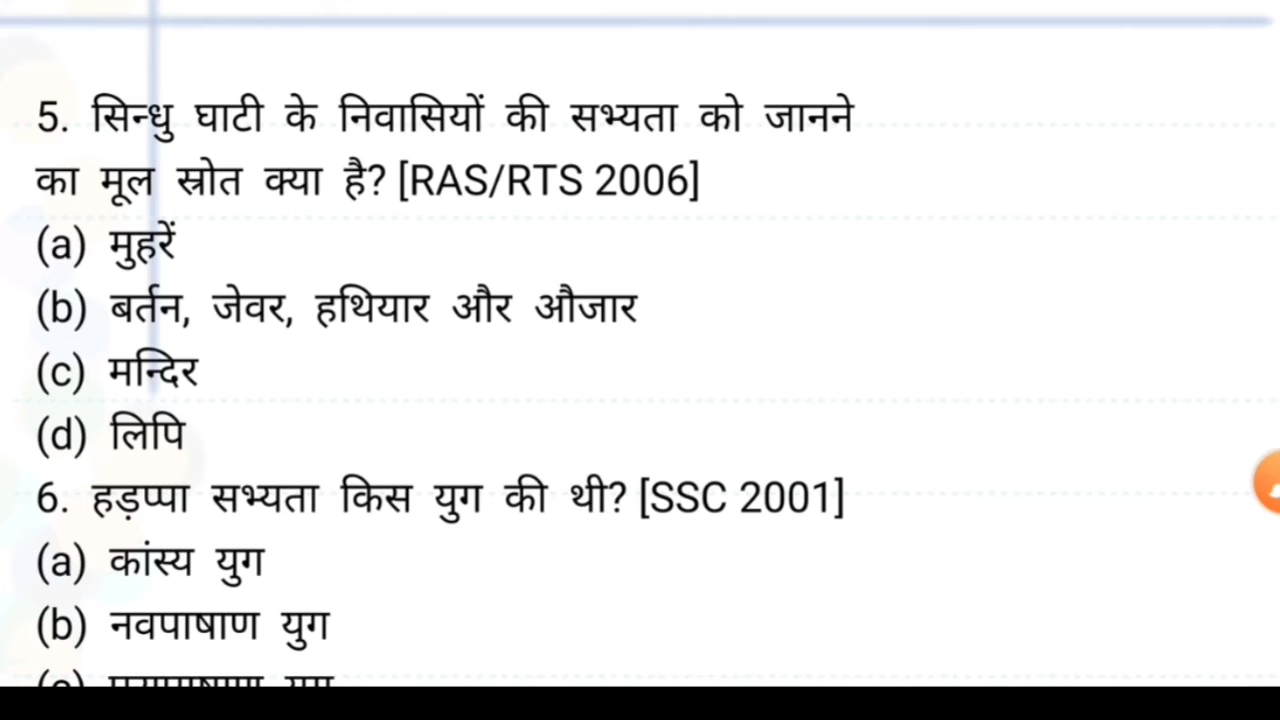 5. सिन्धु घाटी के निवासियों की सभ्यता को जानने
का मूल स्रोत क्या है? [RAS/RTS 2006]
(a) मुहरें
(b) बर्तन, जेवर, हथियार और औजार
(c) मन्दिर
(d) लिपि
6. हड़प्पा सभ्यता किस युग की थी? [SSC 2001]
(a) कांस्य युग
(b) नवपाषाण युग